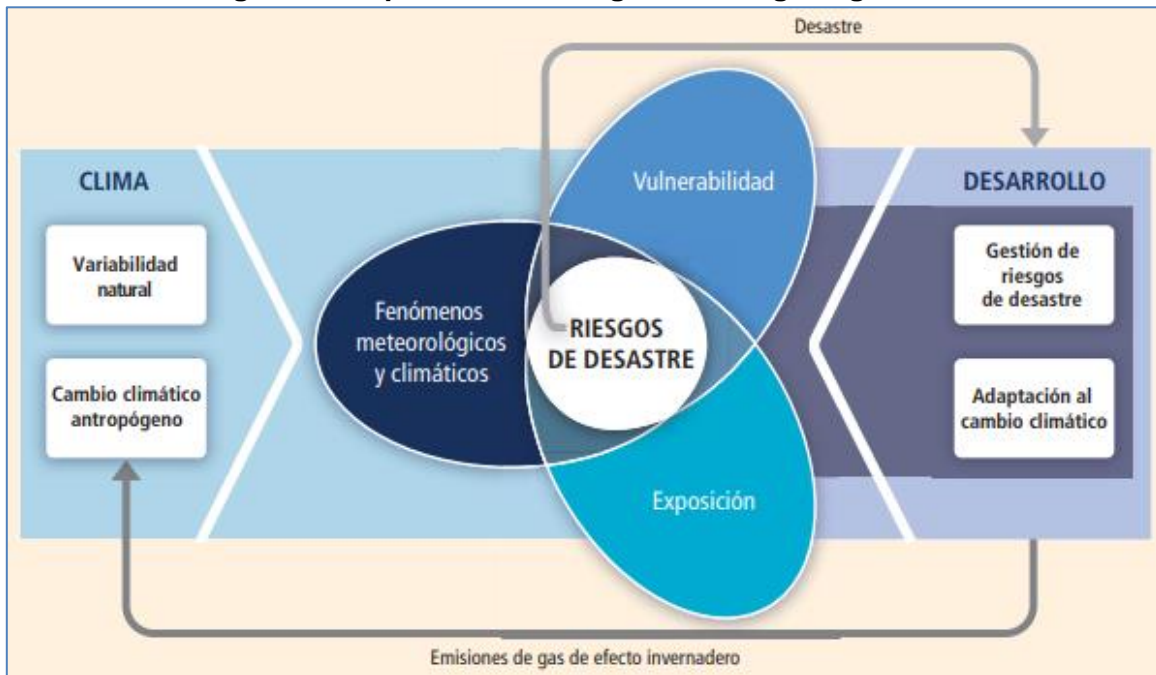 Desastre
CLIMA
Variabilidad
natural
Cambio climático
antropógeno
Fenómenos
meteorológicos
y climáticos
Vulnerabilidad
RIESGOS
DE DESASTRE
Exposición
DESARROLLO
Gestión de
riesgos
de desastre
Adaptación al
cambio climático
Emisiones de gas de efecto invernadero